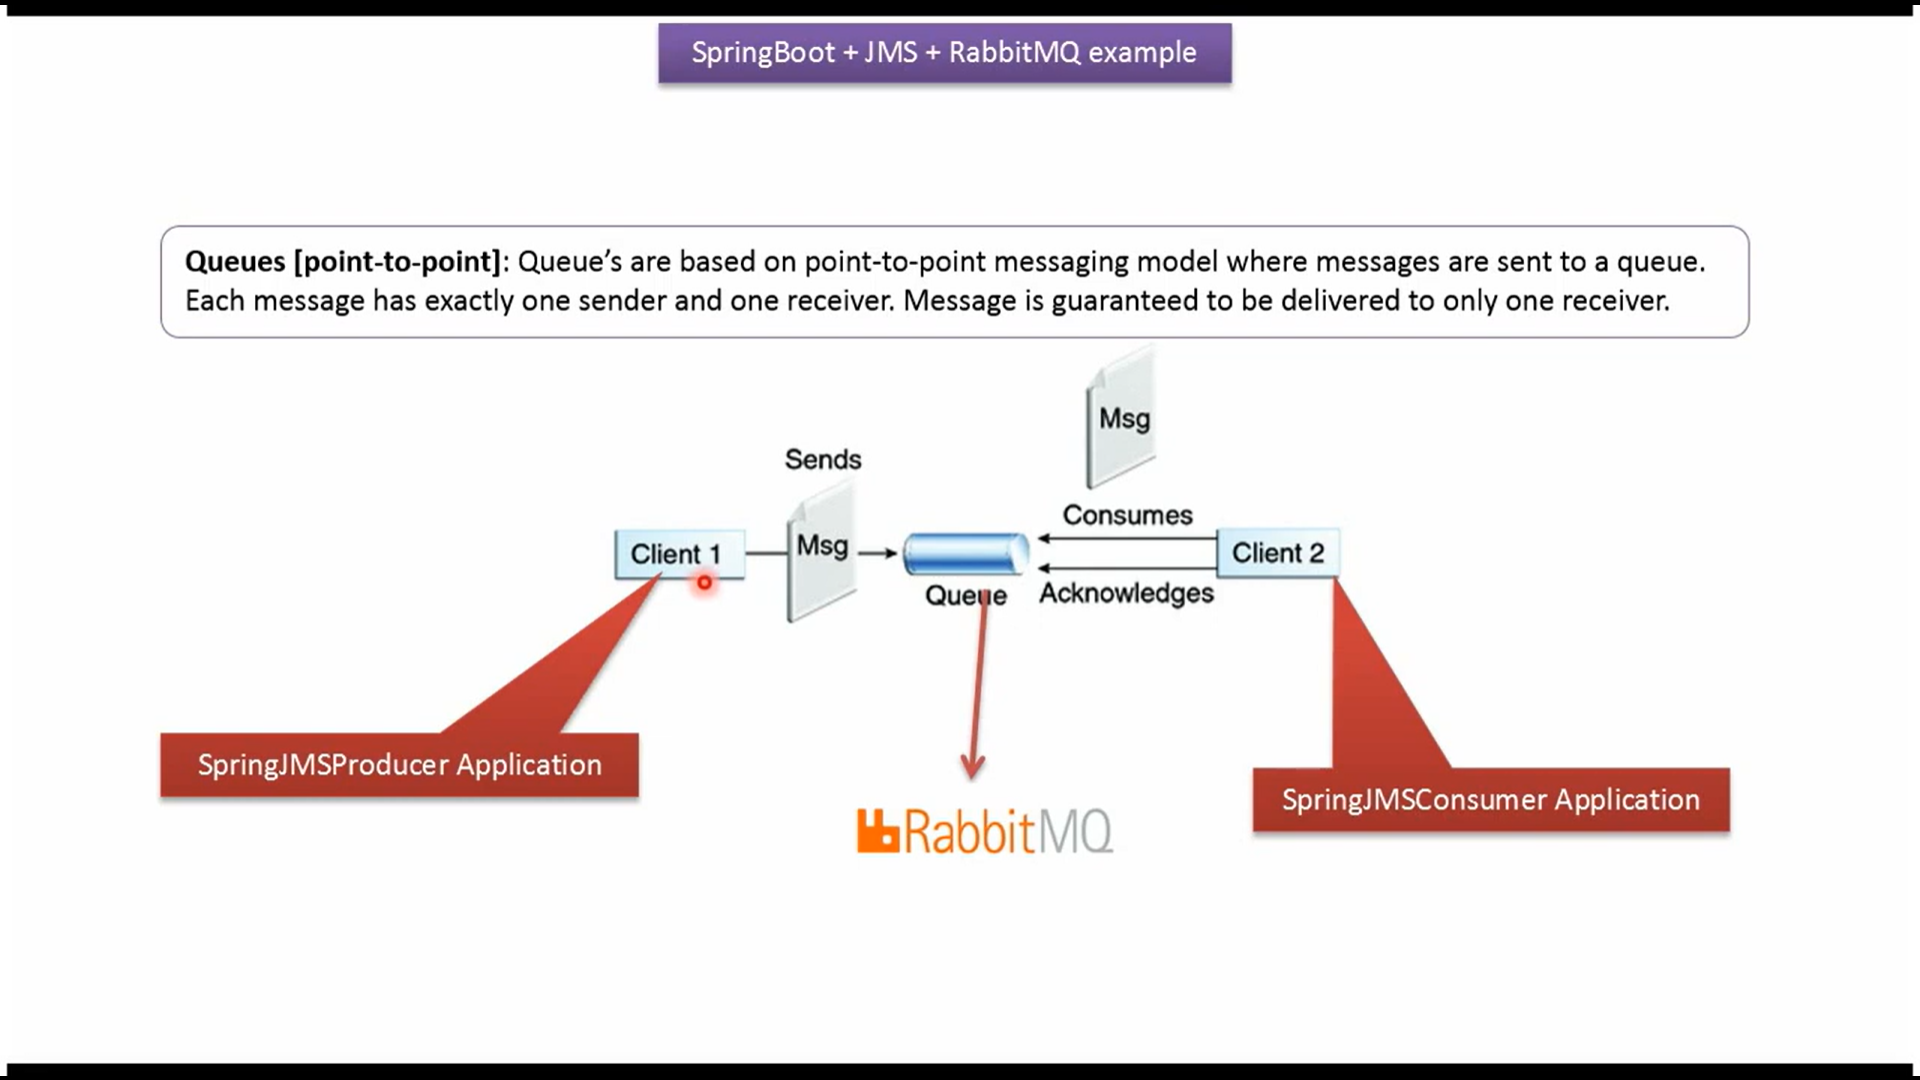 SpringBoot + JMS + RabbitMQ example
Queues [point-to-point]: Queue’s are based on point-to-point messaging model where messages are sent to a queue.
Each message has exactly one sender and one receiver. Message is guaranteed to be delivered to only one receiver.
Msg
Sends
Consumes
Client 1
Msg
Client 2
Queue
Acknowledges
SpringJMSProducer Application
SpringJMSConsumer Application
RabbitMQ